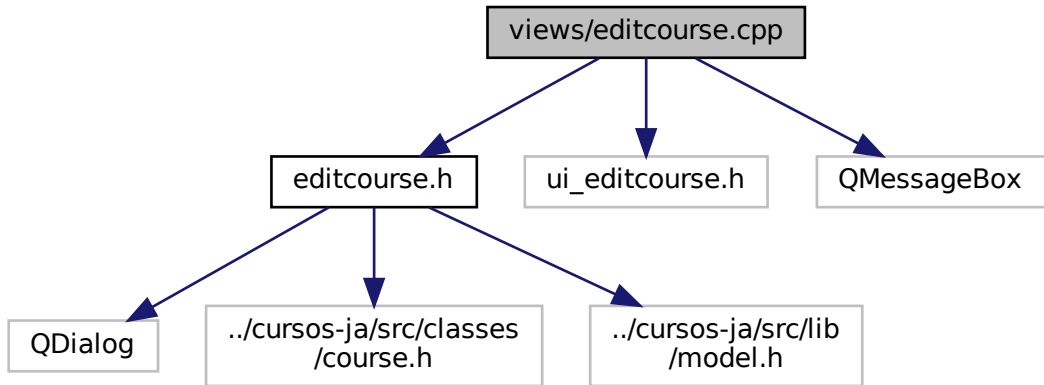 views/editcourse.cpp
editcourse.h
ui_editcourse.h
QMessageBox
QDialog
../cursos-ja/src/classes
/course.h
../cursos-ja/src/lib
/model.h